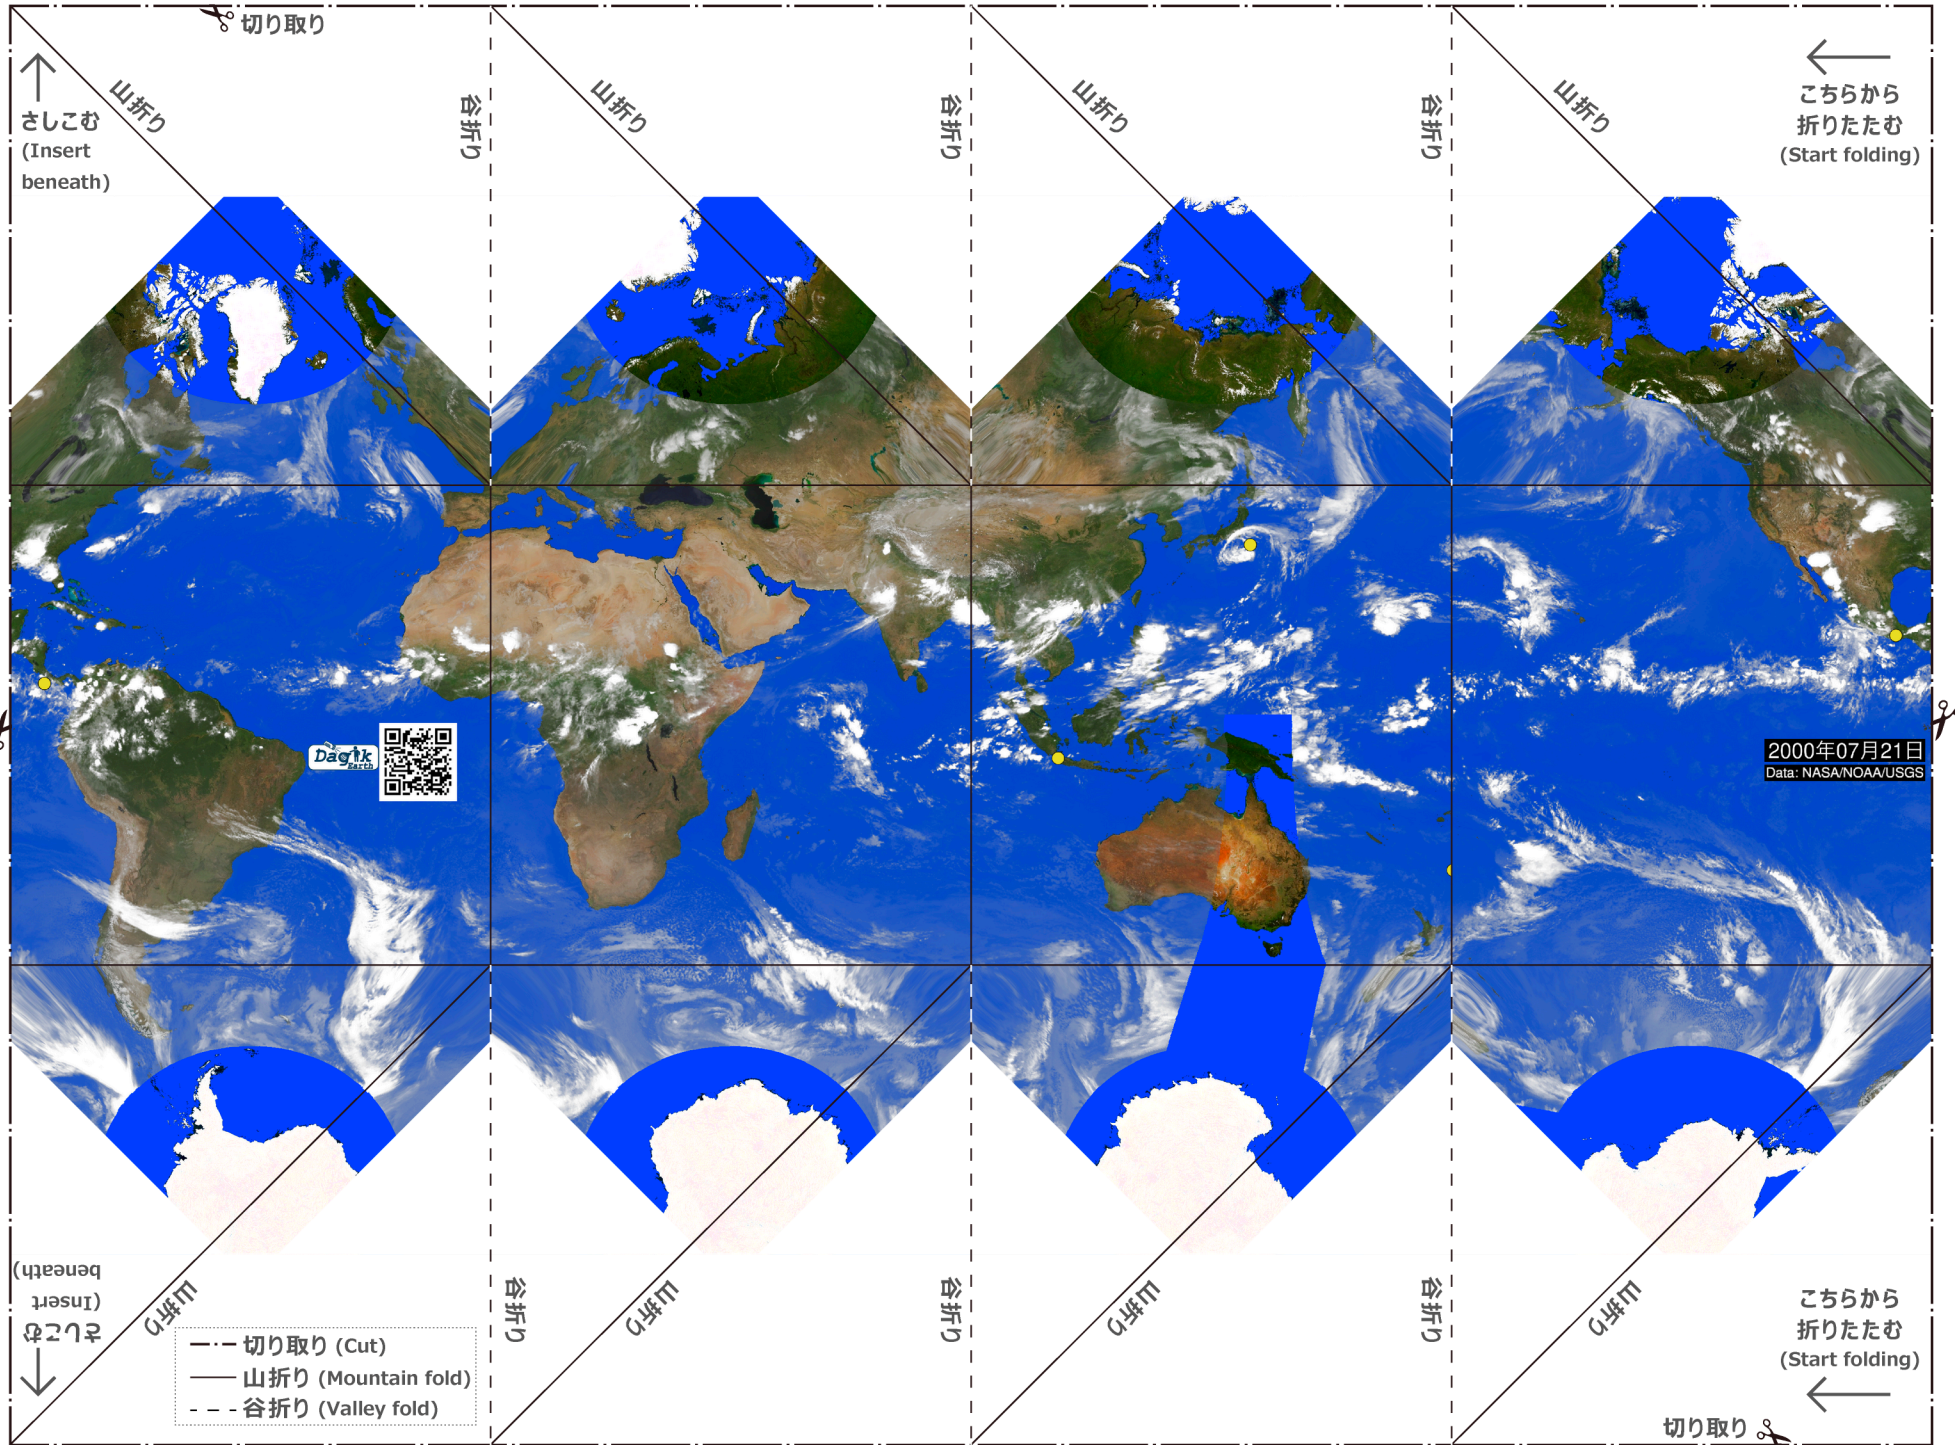 切り取り
山折り
谷折り
山折り
谷折り
山折り
谷折り
山折り
さしこむ
(Insert
beneath)
こちらから
折りたたむ
(Start folding)
Dagik
Earth
2000年07月21日
Data: NASA/NOAA/USGS
さしこむ
(Insert
beneath)
山折り
谷折り
山折り
谷折り
山折り
谷折り
山折り
こちらから
折りたたむ
(Start folding)
切り取り (Cut)
山折り (Mountain fold)
谷折り (Valley fold)
切り取り